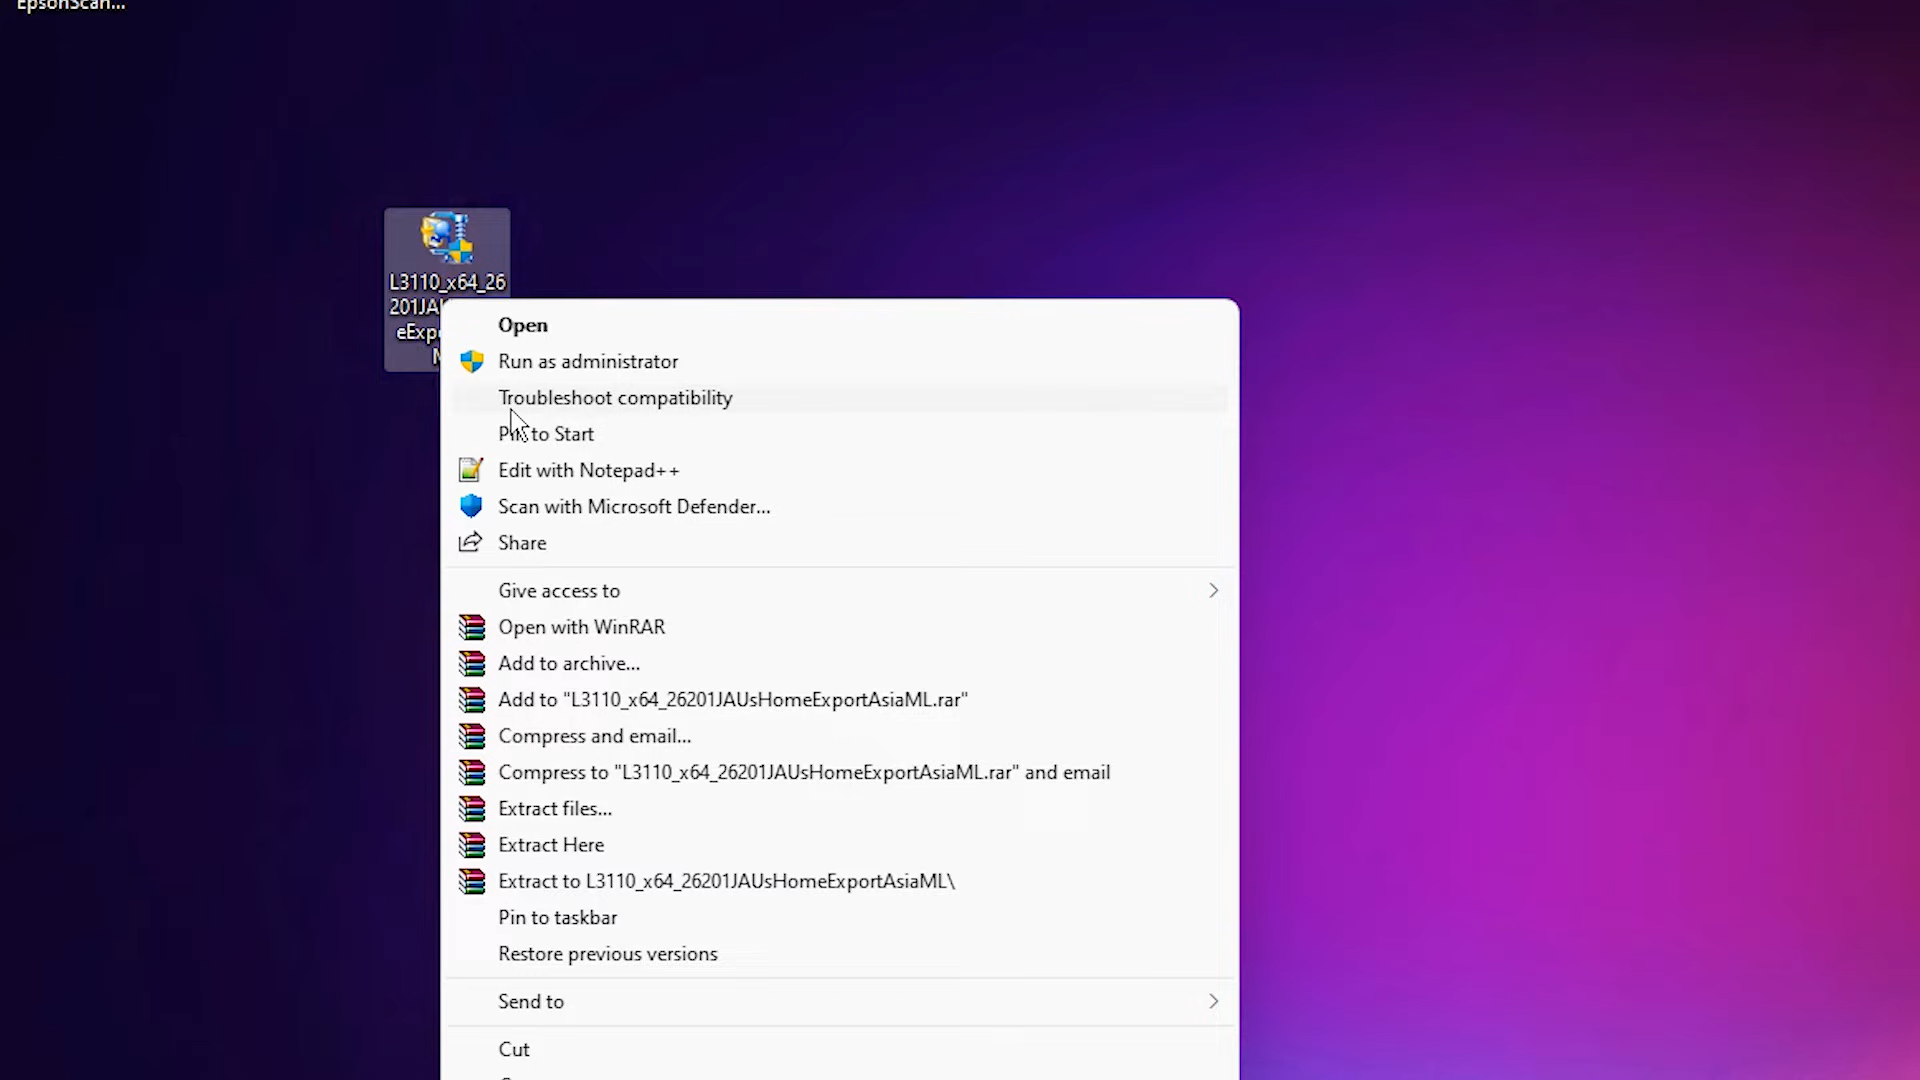 EpsonScan...
L3110_x64_26
201JAU
eExp
Open
Run as administrator
Troubleshoot compatibility
Pin to Start
Edit with Notepad++
Scan with Microsoft Defender...
Share
Give access to
Open with WinRAR
Add to archive...
Add to "L3110_x64_26201JAUsHomeExportAsiaML.rar"
Compress and email...
Compress to "L3110_x64_26201JAUsHomeExportAsiaML.rar" and email
Extract files...
Extract Here
Extract to L3110_x64_26201JAUsHomeExportAsiaML\
Pin to taskbar
Restore previous versions
Send to
Cut